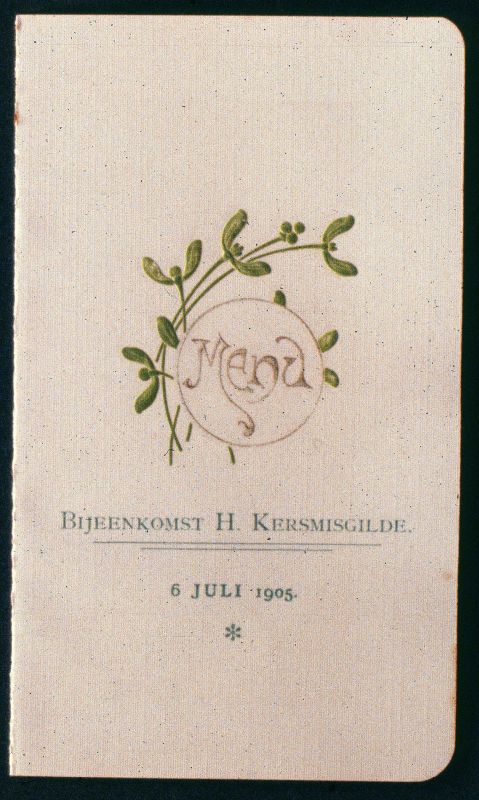 Menu
BIJEENKOMST H. KERSMISGILDE.
6 JULI 1905.